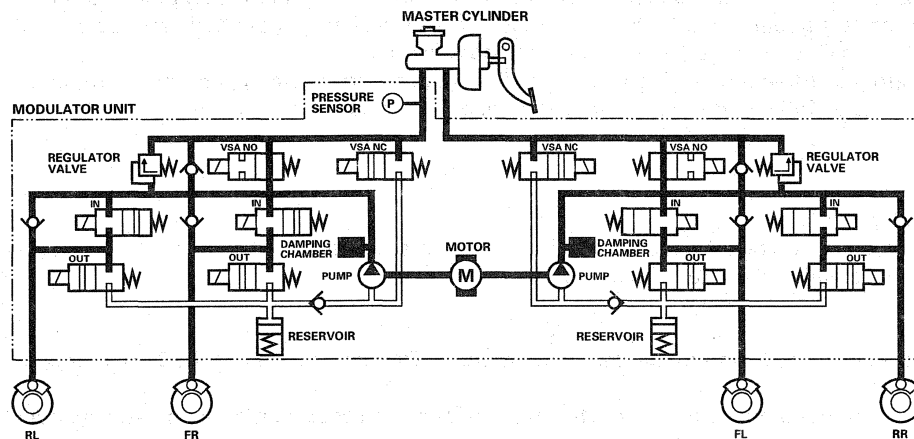 MASTER CYLINDER
PRESSURE
SENSOR
P
MODULATOR UNIT
REGULATOR
VALVE
VSA NO
VSA NC
VSA NC
VSA NO
REGULATOR
VALVE
IN
IN
IN
IN
DAMPING
CHAMBER
MOTOR
DAMPING
CHAMBER
OUT
OUT
PUMP
M
PUMP
OUT
OUT
RESERVOIR
RESERVOIR
RL
FR
FL
RR